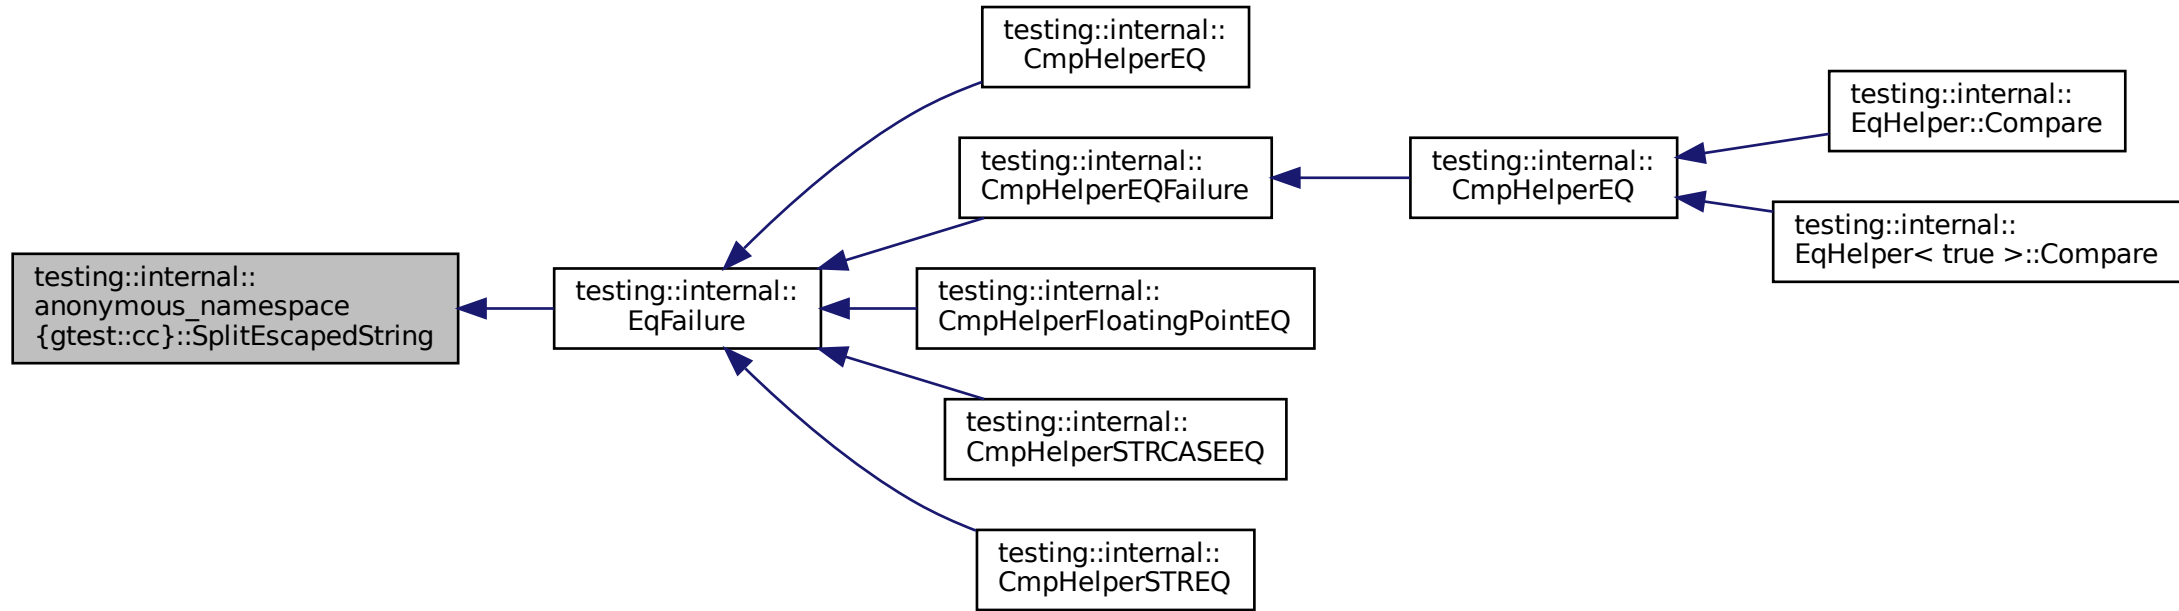 testing::internal::
anonymous_namespace
{gtest::cc}::SplitEscapedString
testing::internal::
EqFailure
testing::internal::
CmpHelperEQ
testing::internal::
CmpHelperEQFailure
testing::internal::
CmpHelperFloatingPointEQ
testing::internal::
CmpHelperSTRCASEEQ
testing::internal::
CmpHelperSTREQ
testing::internal::
CmpHelperEQ
testing::internal::
EqHelper::Compare
testing::internal::
EqHelper< true >::Compare